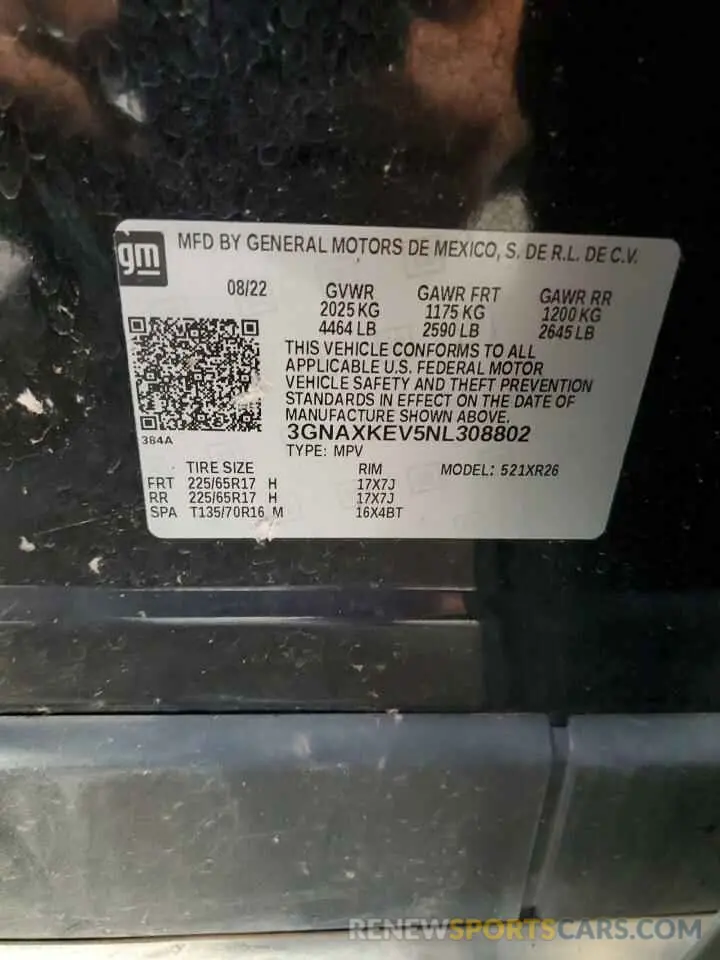 gm MFD BY GENERAL MOTORS DE MEXICO, S. DE R.L. DE C.V.
08/22 GVWR GAWR FRT GAWR RR
2025 KG 1175 KG 1200 KG
4464 LB 2590 LB 2645 LB
THIS VEHICLE CONFORMS TO ALL
APPLICABLE U.S. FEDERAL MOTOR
VEHICLE SAFETY AND THEFT PREVENTION
STANDARDS IN EFFECT ON THE DATE OF
MANUFACTURE SHOWN ABOVE.
384A
3GNAXKEV5NL308802
TYPE: MPV
TIRE SIZE RIM MODEL: 521XR26
FRT 225/65R17 H 17X7J
RR 225/65R17 H 17X7J
SPA T135/70R16 M 16X4BT
RENEWSPORTSCARS.COM